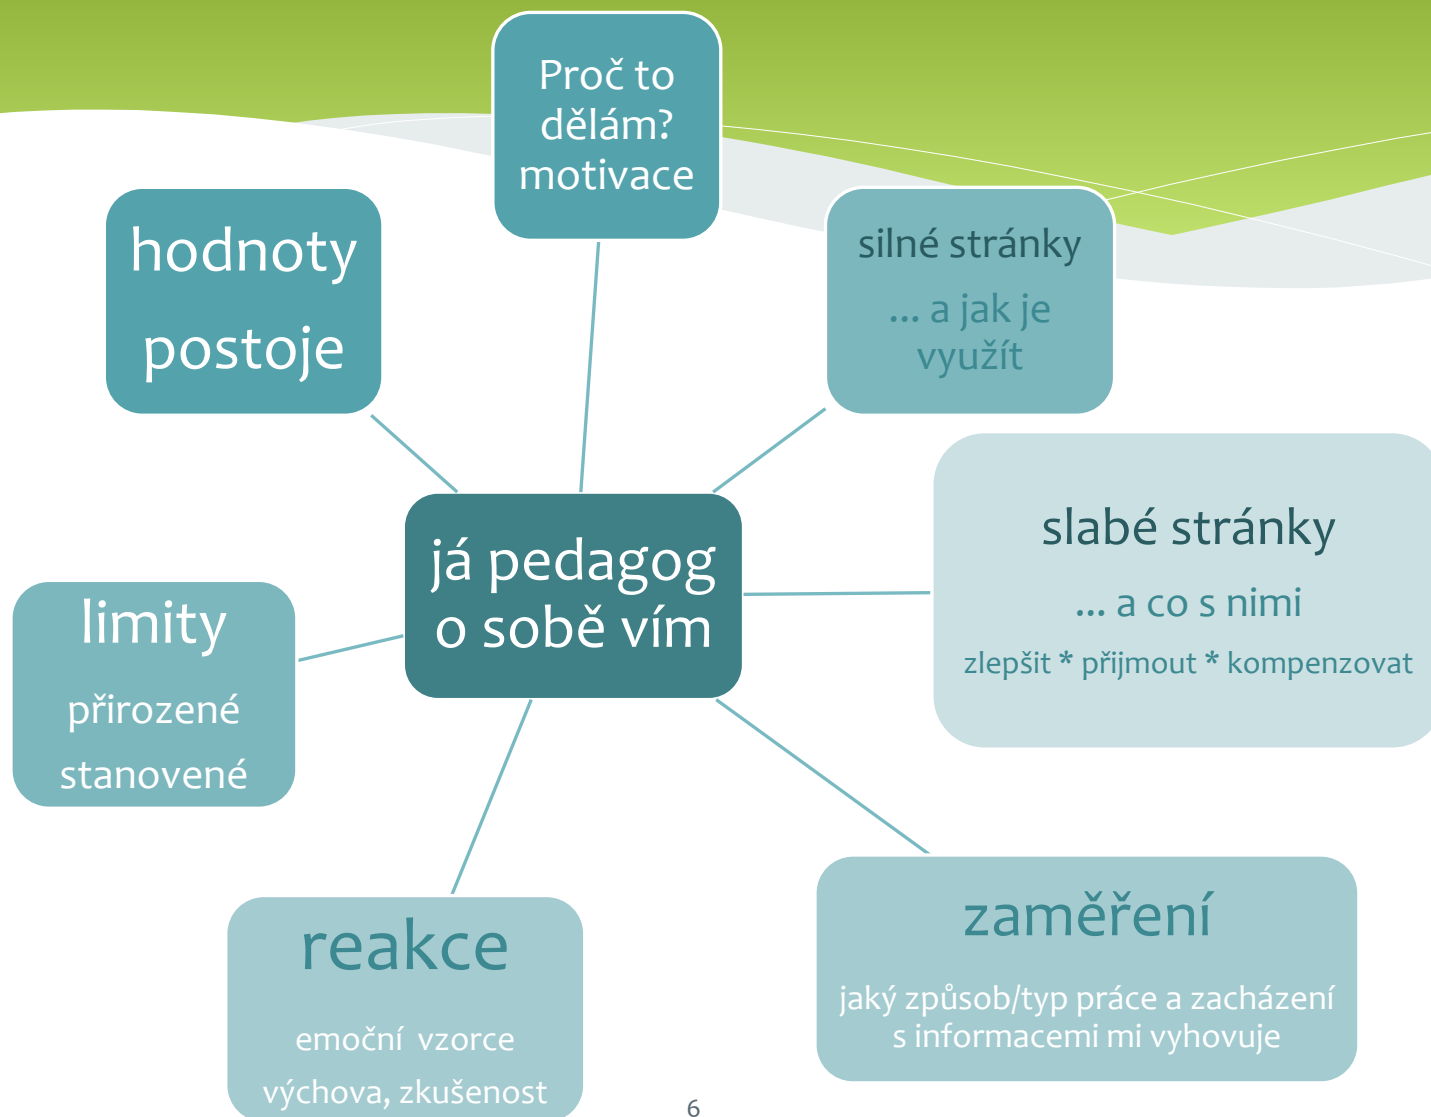 Proč to
dělám?
motivace
hodnoty
postoje
silné stránky
... a jak je
využít
já pedagog
o sobě vím
slabé stránky
... a co s nimi
zlepšit * přijmout * kompenzovat
limity
přirozené
stanovené
zaměření
jaký způsob/typ práce a zacházení
s informacemi mi vyhovuje
reakce
emoční vzorce
výchova, zkušenost
6